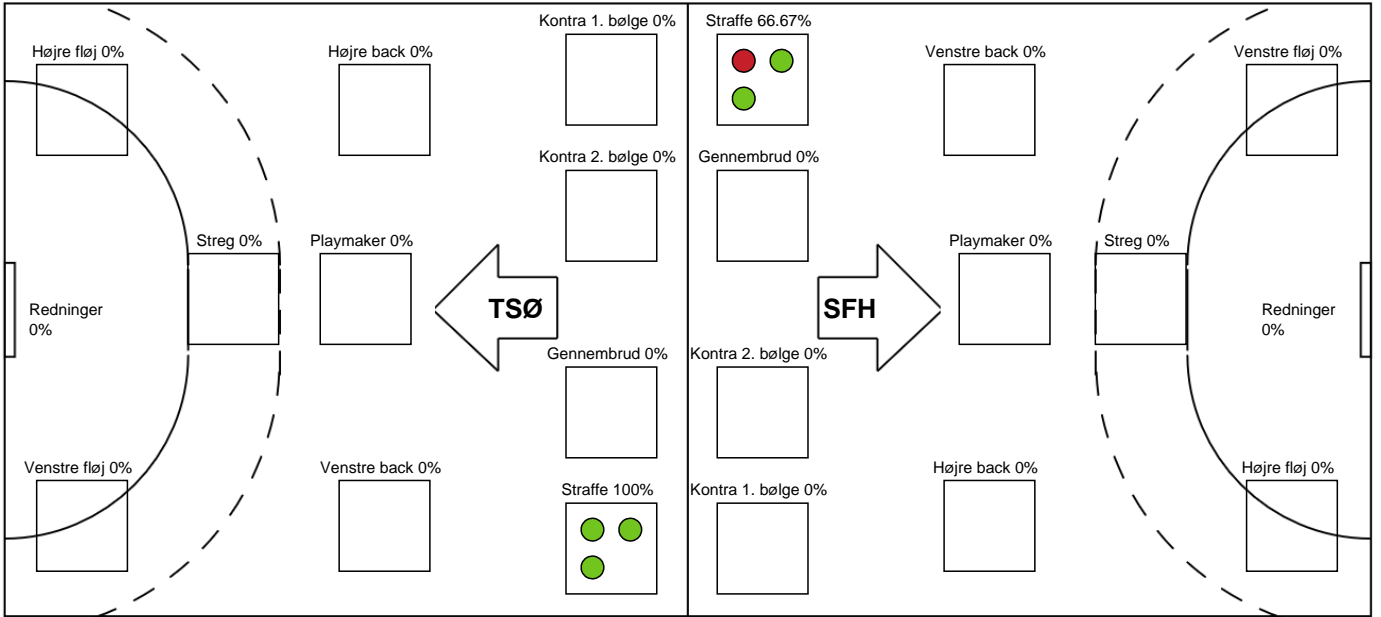 Kontra 1. bølge 0%
Straffe 66.67%
Højre fløj 0%
Højre back 0%
Venstre back 0%
Venstre fløj 0%
Kontra 2. bølge 0%
Gennembrud 0%
Streg 0%
Playmaker 0%
Playmaker 0%
Streg 0%
Redninger
0%
TSØ
SFH
Redninger
0%
Gennembrud 0%
Kontra 2. bølge 0%
Venstre fløj 0%
Venstre back 0%
Højre back 0%
Højre fløj 0%
Straffe 100%
Kontra 1. bølge 0%